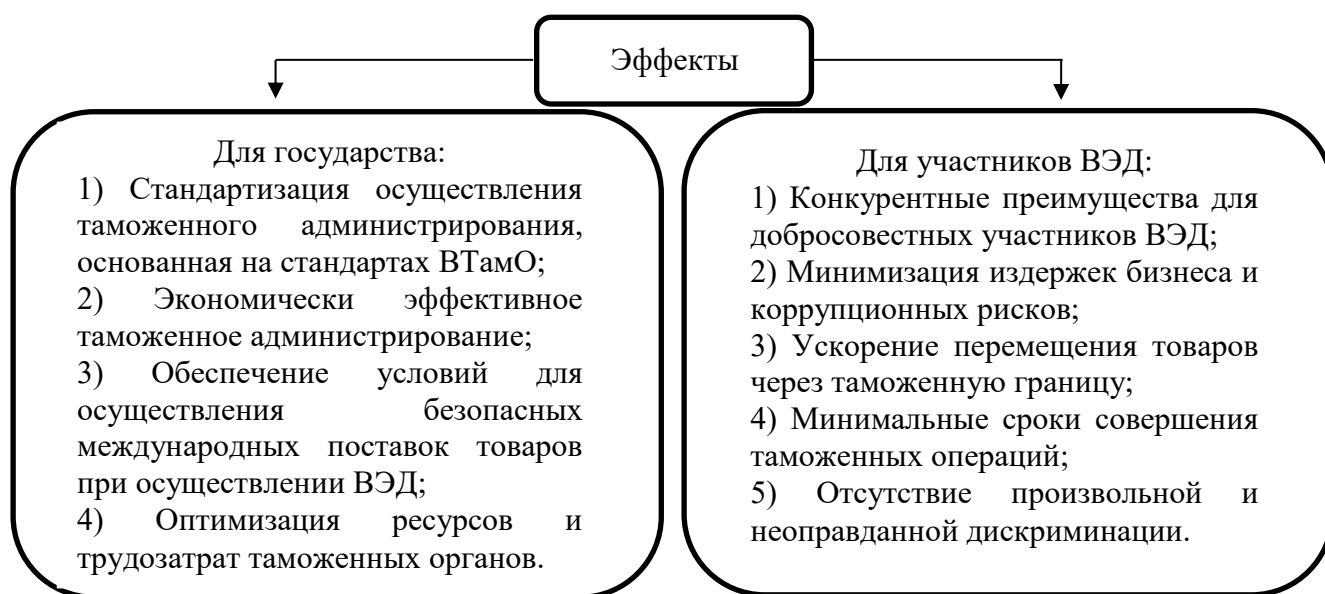 Эффекты
Для государства:
1) Стандартизация осуществления
таможенного администрирования,
основанная на стандартах ВТамО;
2) Экономически эффективное
таможенное администрирование;
3) Обеспечение условий для
осуществления безопасных
международных поставок товаров
при осуществлении ВЭД;
4) Оптимизация ресурсов и
трудозатрат таможенных органов.
Для участников ВЭД:
1) Конкурентные преимущества для
добросовестных участников ВЭД;
2) Минимизация издержек бизнеса и
коррупционных рисков;
3) Ускорение перемещения товаров
через таможенную границу;
4) Минимальные сроки совершения
таможенных операций;
5) Отсутствие произвольной и
неоправданной дискриминации.